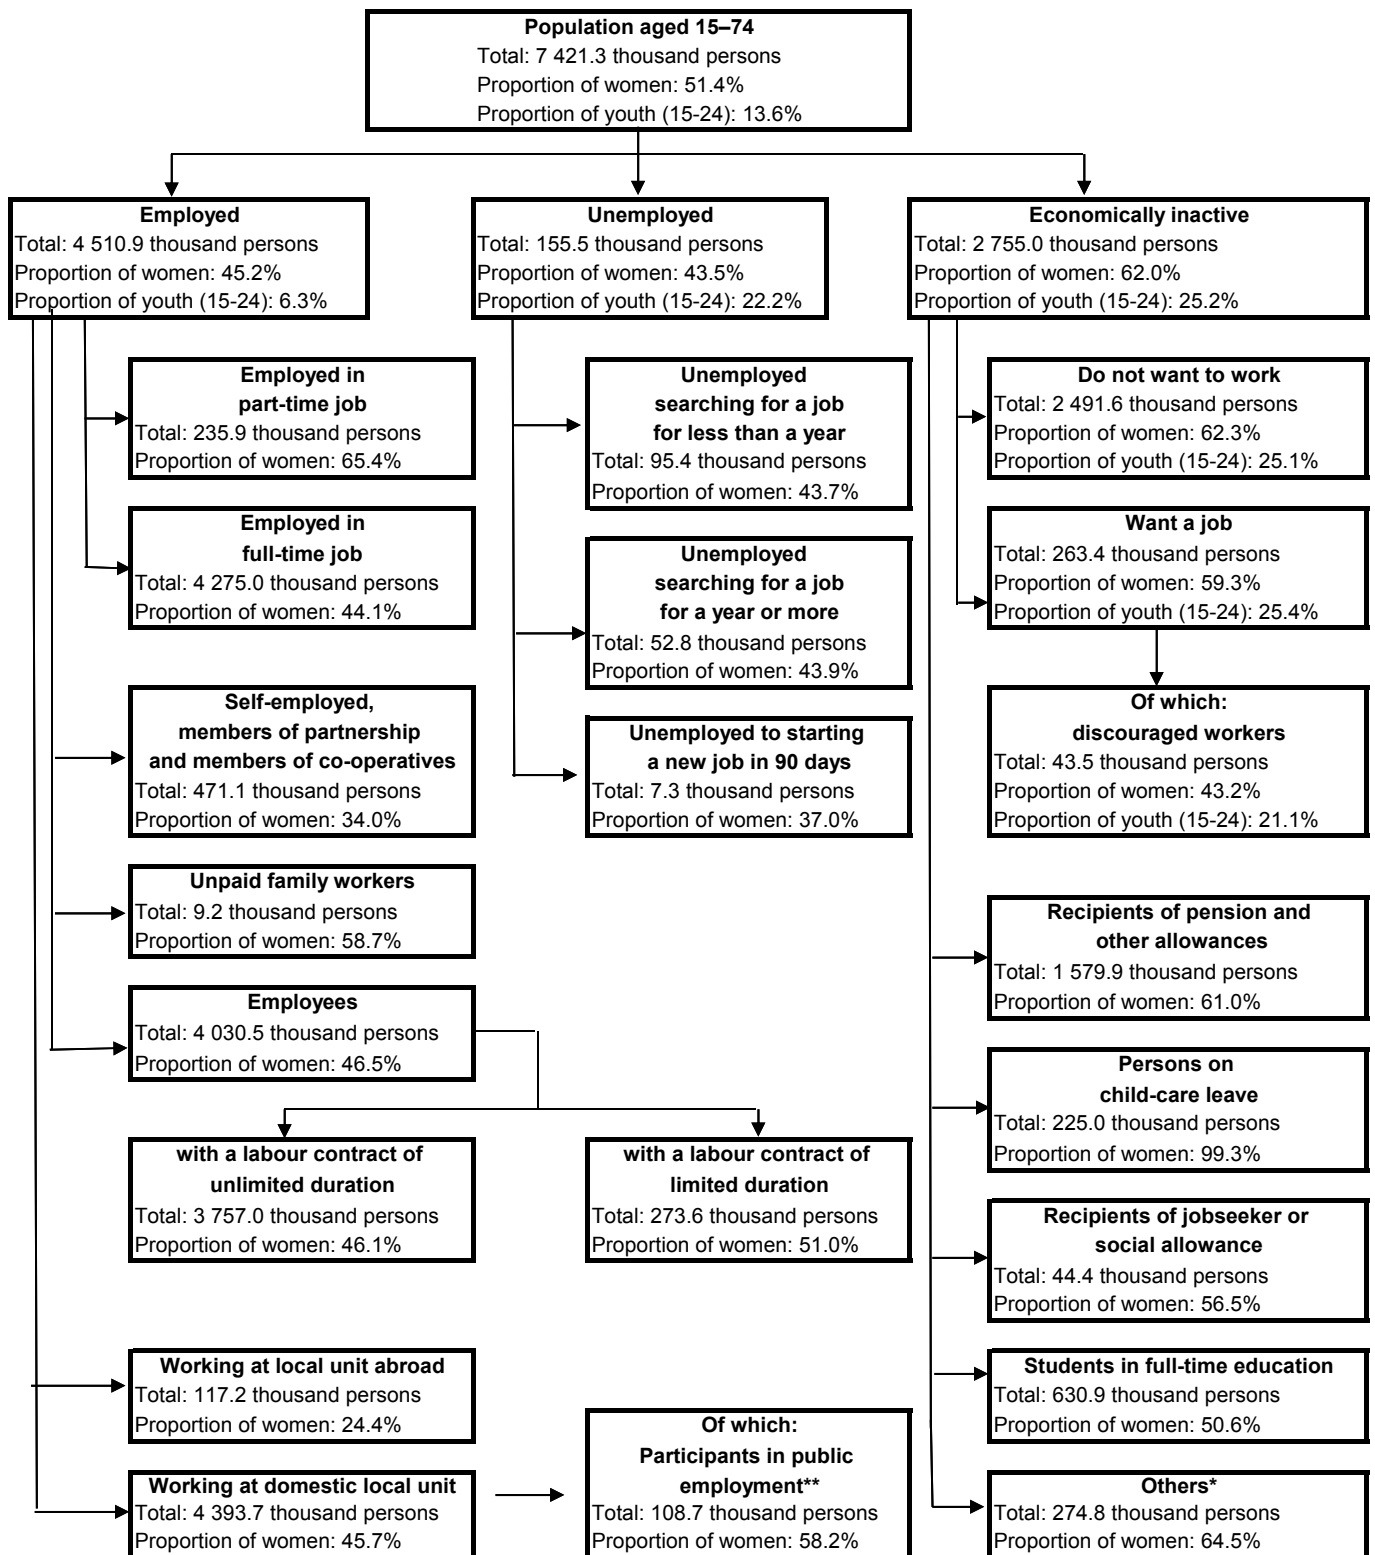 Population aged 15–74
Total: 7 421.3 thousand persons
Proportion of women: 51.4%
Proportion of youth (15-24): 13.6%
Employed
Total: 4 510.9 thousand persons
Proportion of women: 45.2%
Proportion of youth (15-24): 6.3%
Unemployed
Total: 155.5 thousand persons
Proportion of women: 43.5%
Proportion of youth (15-24): 22.2%
Economically inactive
Total: 2 755.0 thousand persons
Proportion of women: 62.0%
Proportion of youth (15-24): 25.2%
Employed in
part-time job
Total: 235.9 thousand persons
Proportion of women: 65.4%
Employed in
full-time job
Total: 4 275.0 thousand persons
Proportion of women: 44.1%
Self-employed,
members of partnership
and members of co-operatives
Total: 471.1 thousand persons
Proportion of women: 34.0%
Unpaid family workers
Total: 9.2 thousand persons
Proportion of women: 58.7%
Employees
Total: 4 030.5 thousand persons
Proportion of women: 46.5%
with a labour contract of
unlimited duration
Total: 3 757.0 thousand persons
Proportion of women: 46.1%
with a labour contract of
limited duration
Total: 273.6 thousand persons
Proportion of women: 51.0%
Working at local unit abroad
Total: 117.2 thousand persons
Proportion of women: 24.4%
Working at domestic local unit
Total: 4 393.7 thousand persons
Proportion of women: 45.7%
Of which:
Participants in public
employment**
Total: 108.7 thousand persons
Proportion of women: 58.2%
Unemployed
searching for a job
for less than a year
Total: 95.4 thousand persons
Proportion of women: 43.7%
Unemployed
searching for a job
for a year or more
Total: 52.8 thousand persons
Proportion of women: 43.9%
Unemployed to starting
a new job in 90 days
Total: 7.3 thousand persons
Proportion of women: 37.0%
Do not want to work
Total: 2 491.6 thousand persons
Proportion of women: 62.3%
Proportion of youth (15-24): 25.1%
Want a job
Total: 263.4 thousand persons
Proportion of women: 59.3%
Proportion of youth (15-24): 25.4%
Of which:
discouraged workers
Total: 43.5 thousand persons
Proportion of women: 43.2%
Proportion of youth (15-24): 21.1%
Recipients of pension and
other allowances
Total: 1 579.9 thousand persons
Proportion of women: 61.0%
Persons on
child-care leave
Total: 225.0 thousand persons
Proportion of women: 99.3%
Recipients of jobseeker or
social allowance
Total: 44.4 thousand persons
Proportion of women: 56.5%
Students in full-time education
Total: 630.9 thousand persons
Proportion of women: 50.6%
Others*
Total: 274.8 thousand persons
Proportion of women: 64.5%